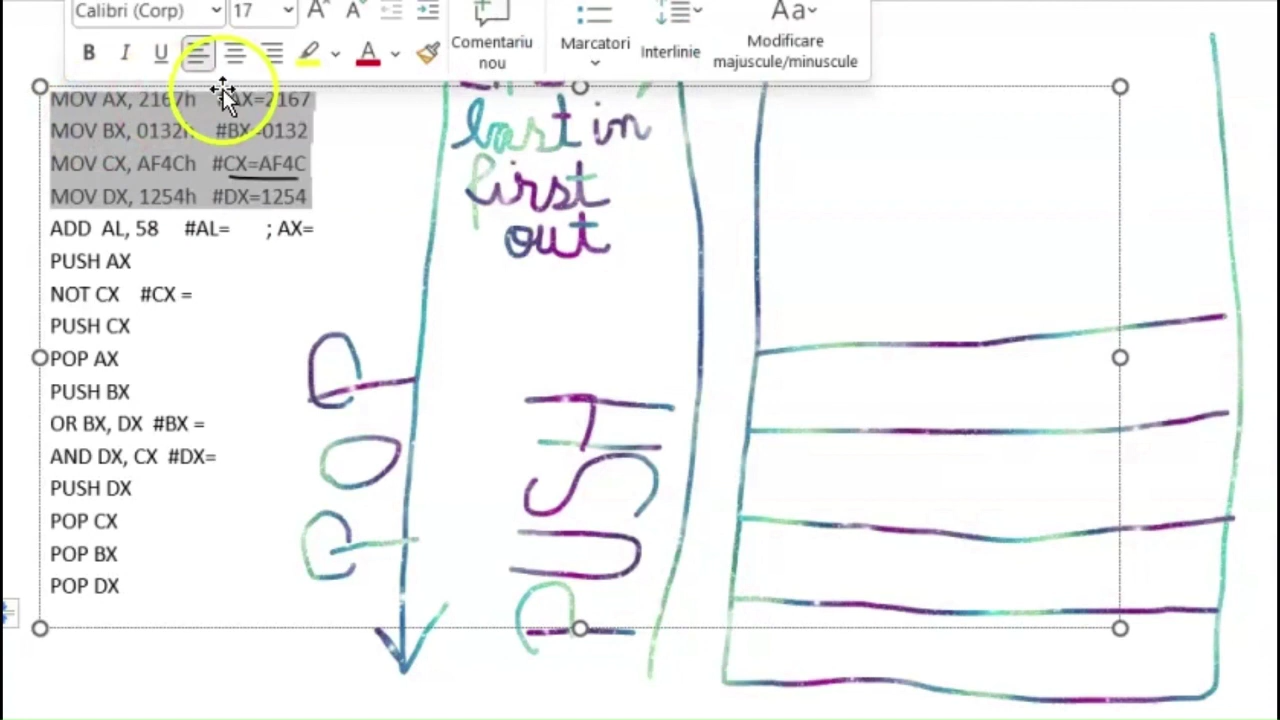 Calibri (Corp) 17 A A
B I U A
Comentariu nou
Marcatori
Interlinie
Aa
Modificare majuscule/minuscule
MOV AX, 2167h #AX=2167
MOV BX, 0132h #BX=0132
MOV CX, AF4Ch #CX=AF4C
MOV DX, 1254h #DX=1254
ADD AL, 58 #AL= ; AX=
PUSH AX
NOT CX #CX =
PUSH CX
POP AX
PUSH BX
OR BX, DX #BX =
AND DX, CX #DX=
PUSH DX
POP CX
POP BX
POP DX
POP
last in
first
out
PUSH